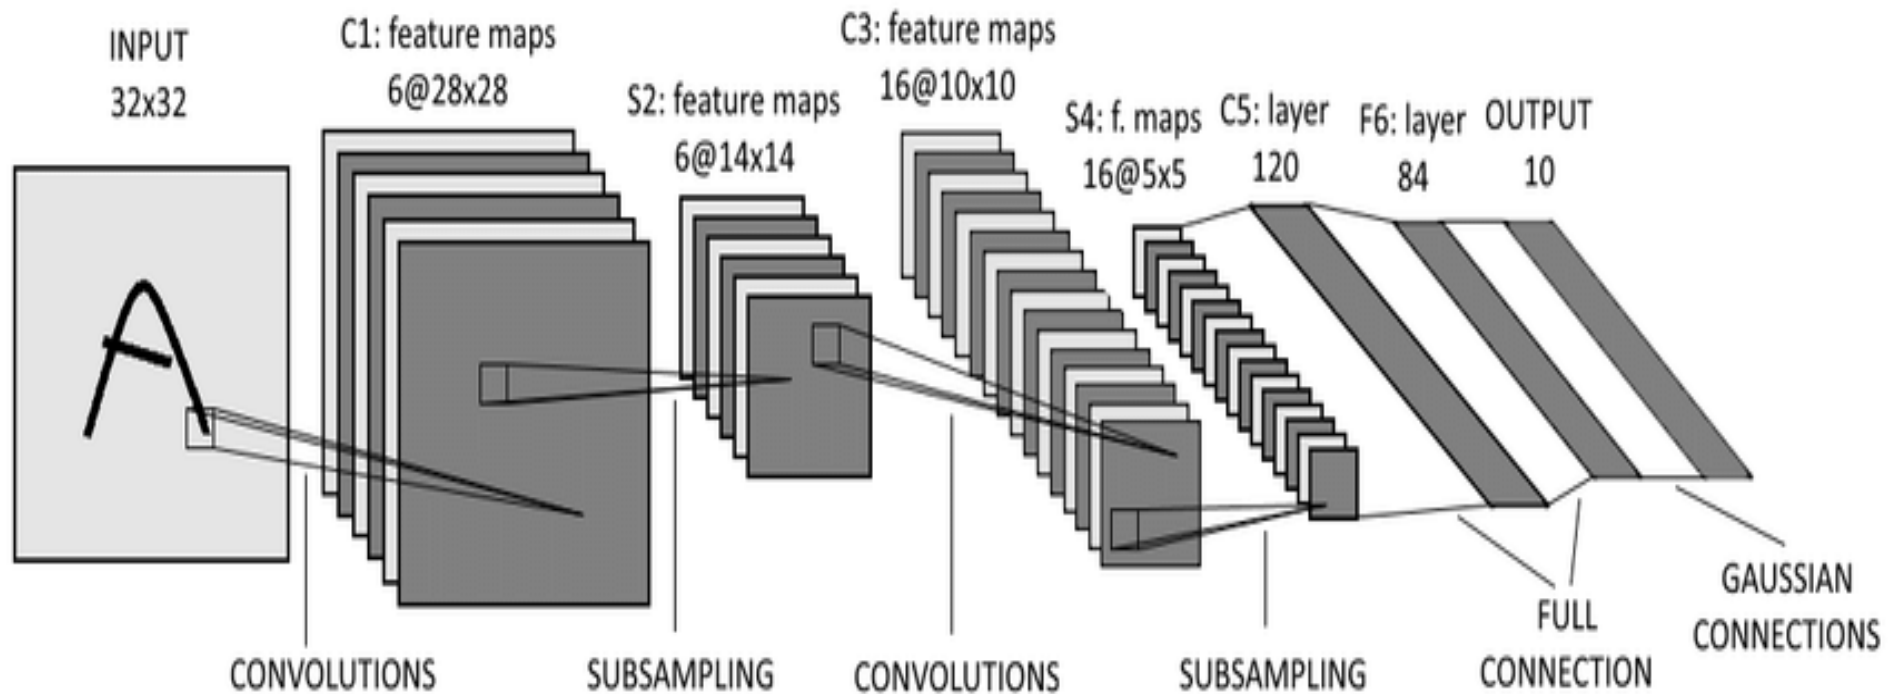 INPUT
32x32
C1: feature maps
6@28x28
S2: feature maps
6@14x14
C3: feature maps
16@10x10
S4: f. maps
16@5x5
C5: layer
120
F6: layer
84
OUTPUT
10
CONVOLUTIONS
SUBSAMPLING
CONVOLUTIONS
SUBSAMPLING
FULL
CONNECTION
GAUSSIAN
CONNECTIONS